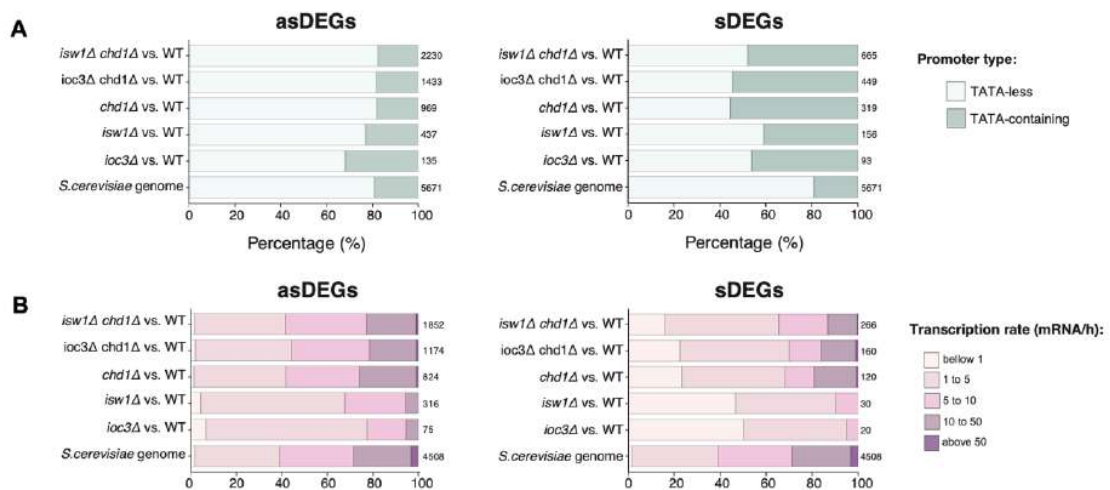 A
asDEGs
isw1Δ chd1Δ vs. WT 2230
ioc3Δ chd1Δ vs. WT 1433
chd1Δ vs. WT 969
isw1Δ vs. WT 437
ioc3Δ vs. WT 135
S.cerevisiae genome 5671
0 20 40 60 80 100
Percentage (%)
sDEGs
isw1Δ chd1Δ vs. WT 665
ioc3Δ chd1Δ vs. WT 449
chd1Δ vs. WT 319
isw1Δ vs. WT 156
ioc3Δ vs. WT 93
S.cerevisiae genome 5671
0 20 40 60 80 100
Percentage (%)
Promoter type:
TATA-less
TATA-containing
B
asDEGs
isw1Δ chd1Δ vs. WT 1852
ioc3Δ chd1Δ vs. WT 1174
chd1Δ vs. WT 824
isw1Δ vs. WT 316
ioc3Δ vs. WT 75
S.cerevisiae genome 4508
0 20 40 60 80 100
Percentage (%)
sDEGs
isw1Δ chd1Δ vs. WT 266
ioc3Δ chd1Δ vs. WT 160
chd1Δ vs. WT 120
isw1Δ vs. WT 30
ioc3Δ vs. WT 20
S.cerevisiae genome 4508
0 20 40 60 80 100
Percentage (%)
Transcription rate (mRNA/h):
bellow 1
1 to 5
5 to 10
10 to 50
above 50